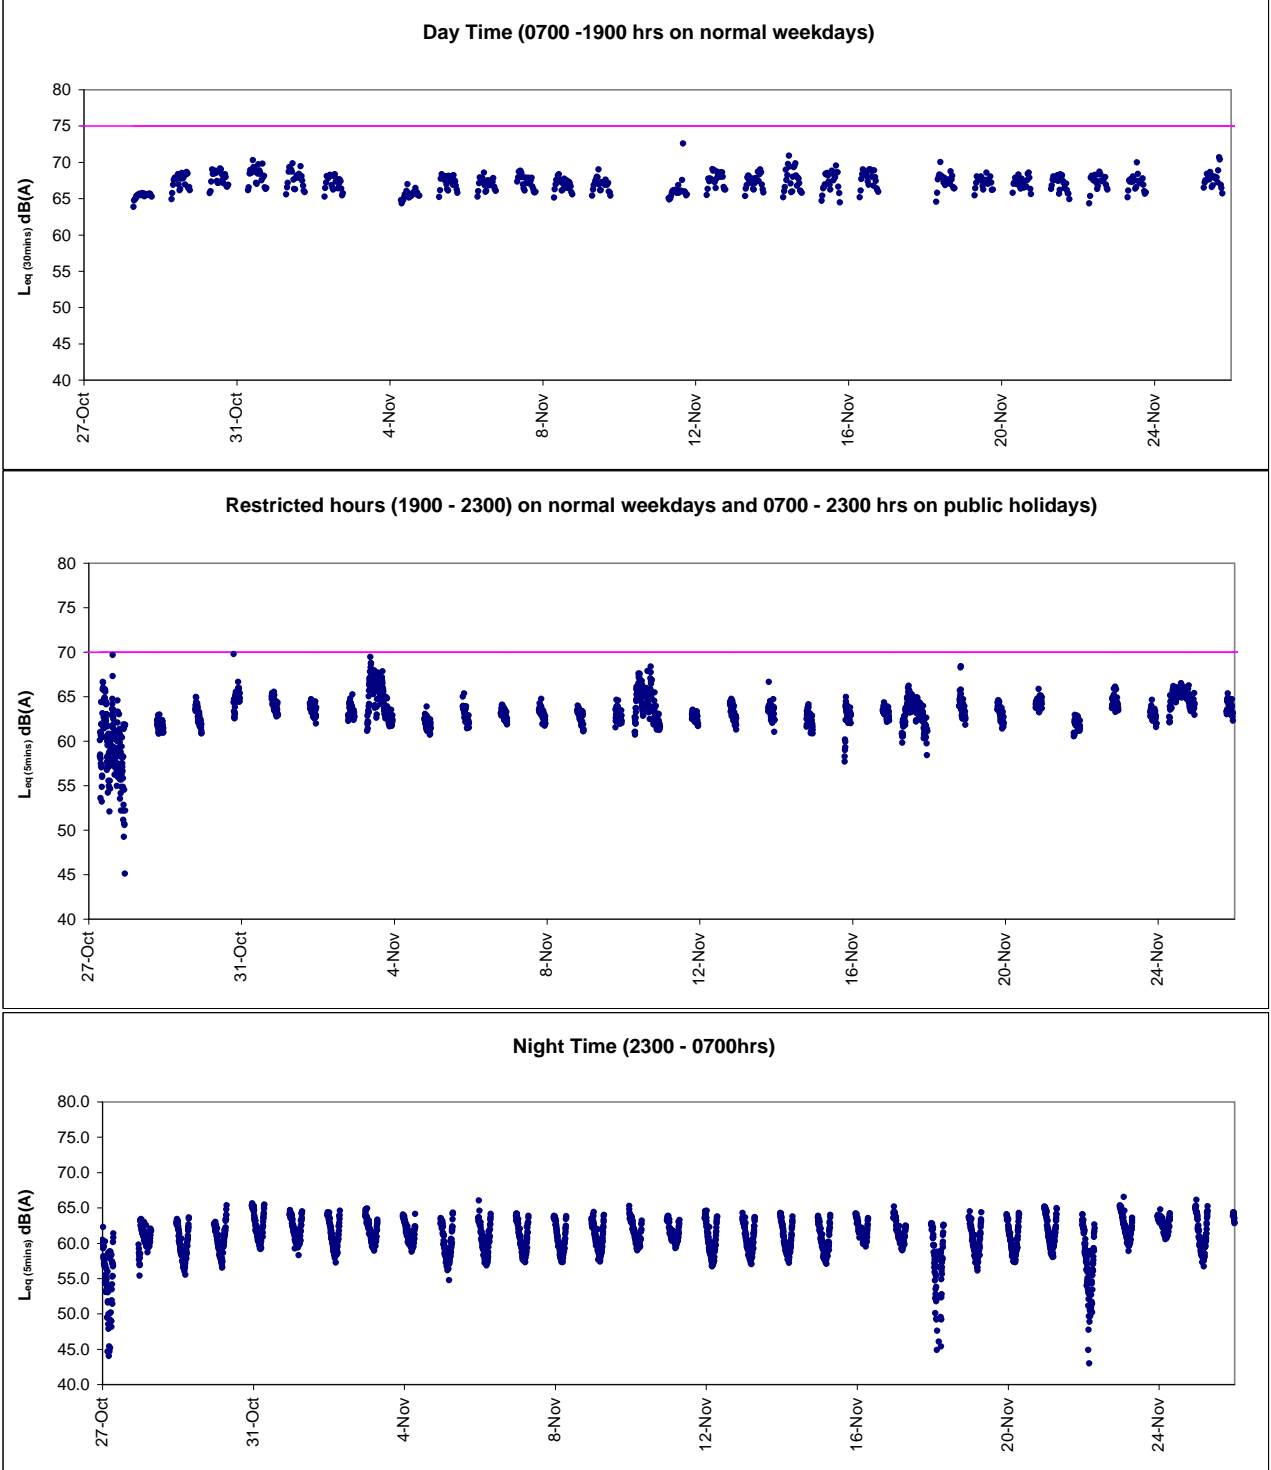 Day Time (0700 -1900 hrs on normal weekdays)
80
75
70
65
60
55
50
45
40
Leq (30mins) dB(A)
27-Oct
31-Oct
4-Nov
8-Nov
12-Nov
16-Nov
20-Nov
24-Nov
Restricted hours (1900 - 2300) on normal weekdays and 0700 - 2300 hrs on public holidays)
80
75
70
65
60
55
50
45
40
Leq (5mins) dB(A)
27-Oct
31-Oct
4-Nov
8-Nov
12-Nov
16-Nov
20-Nov
24-Nov
Night Time (2300 - 0700hrs)
80.0
75.0
70.0
65.0
60.0
55.0
50.0
45.0
40.0
Leq (5mins) dB(A)
27-Oct
31-Oct
4-Nov
8-Nov
12-Nov
16-Nov
20-Nov
24-Nov